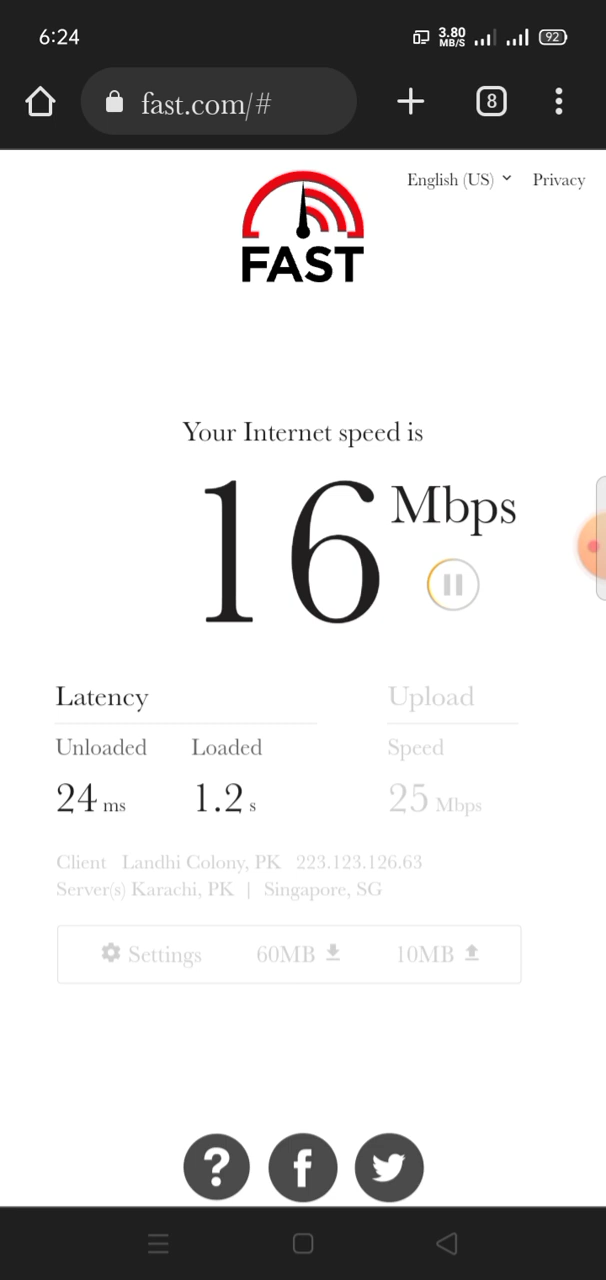 6:24 3.80 MB/S 92
fast.com/# 8
English (US) Privacy
FAST
Your Internet speed is
16 Mbps
Latency Upload
Unloaded Loaded Speed
24 ms 1.2 s 25 Mbps
Client Landhi Colony, PK 223.123.126.63
Server(s) Karachi, PK | Singapore, SG
Settings 60MB 10MB